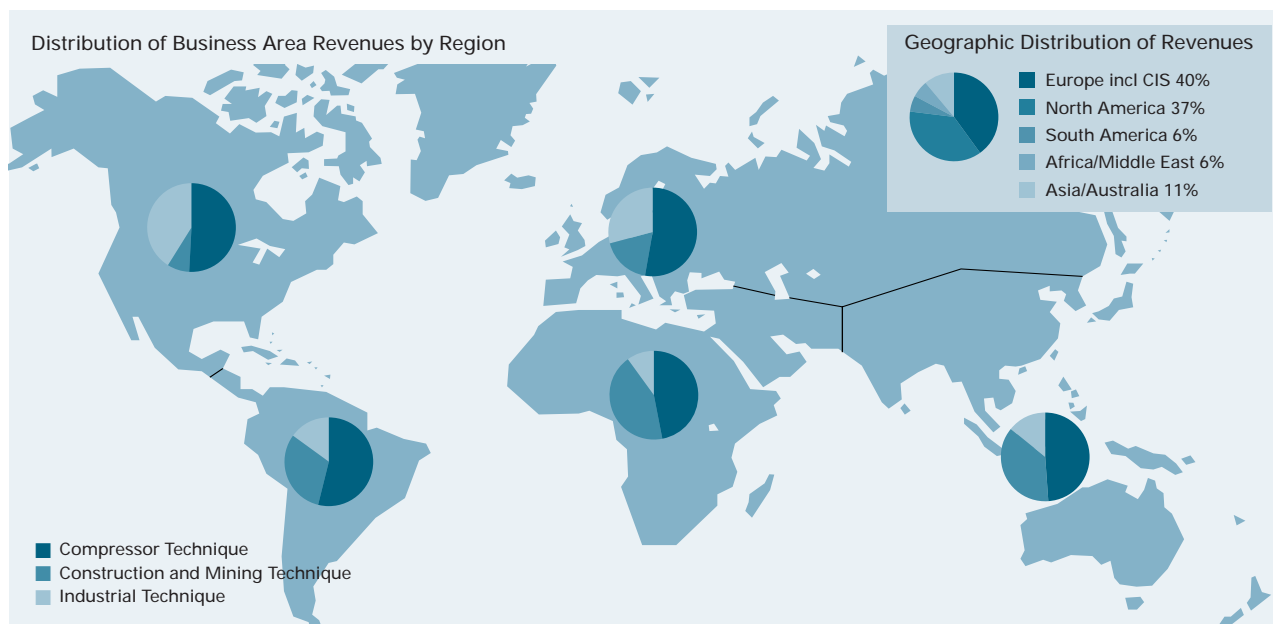 Distribution of Business Area Revenues by Region
Geographic Distribution of Revenues
Europe incl CIS 40%
North America 37%
South America 6%
Africa/Middle East 6%
Asia/Australia 11%
Compressor Technique
Construction and Mining Technique
Industrial Technique